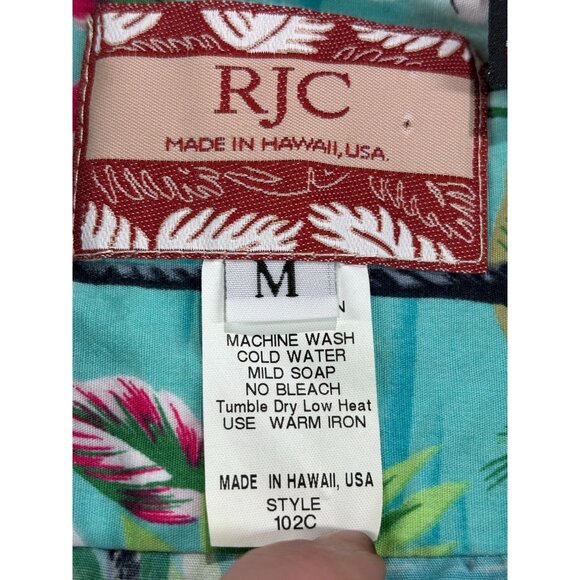 RJC
MADE IN HAWAII, USA.
M
N
MACHINE WASH
COLD WATER
MILD SOAP
NO BLEACH
Tumble Dry Low Heat
USE WARM IRON
MADE IN HAWAII, USA
STYLE
102C